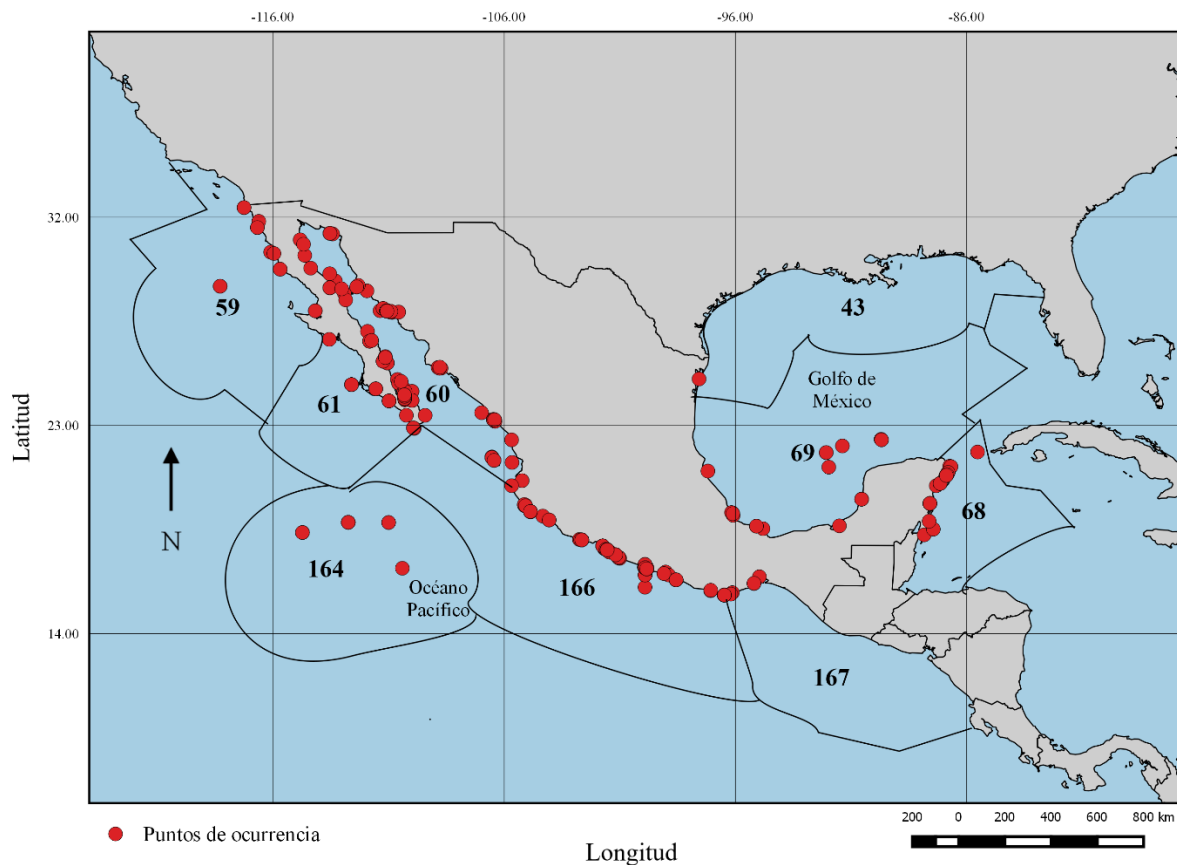 -116.00 -106.00 -96.00 -86.00
32.00
59
43
Golfo de
México
61
60
23.00
69
68
N
164
Océano
Pacífico
166
14.00
167
Latitud
Puntos de ocurrencia
Longitud
200 0 200 400 600 800 km